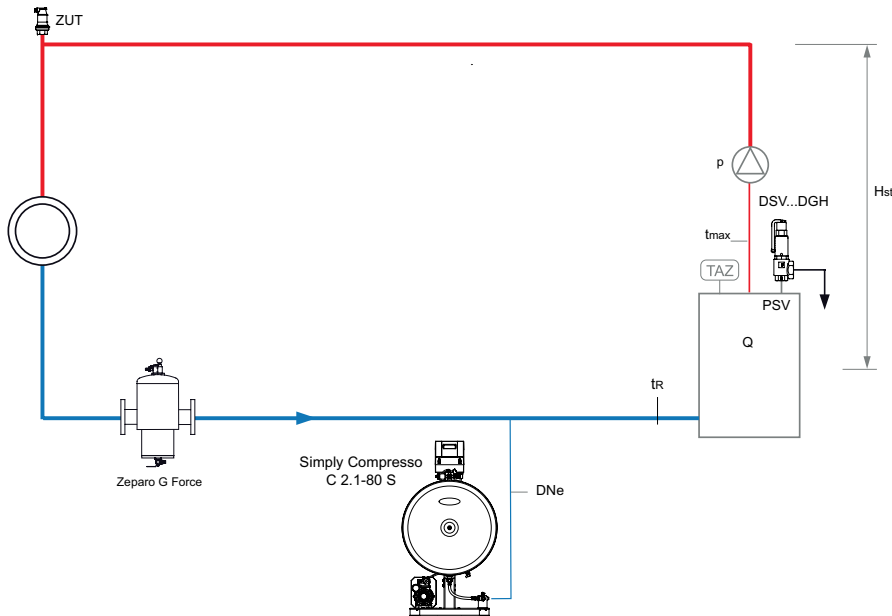 ZUT
p
Hst
DSV...DGH
tmax
TAZ
PSV
Q
tR
Simply Compresso
C 2.1-80 S
Zeparo G Force
DNe